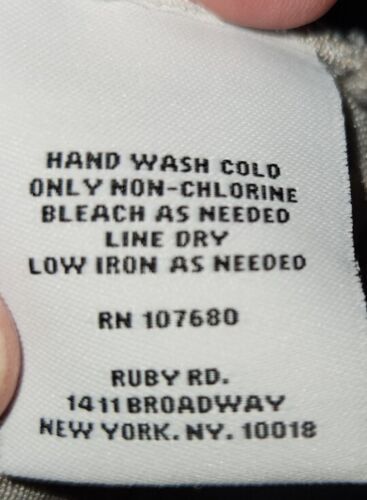 HAND WASH COLD
ONLY NON-CHLORINE
BLEACH AS NEEDED
LINE DRY
LOW IRON AS NEEDED
RN 107680
RUBY RD.
1411 BROADWAY
NEW YORK. NY. 10018